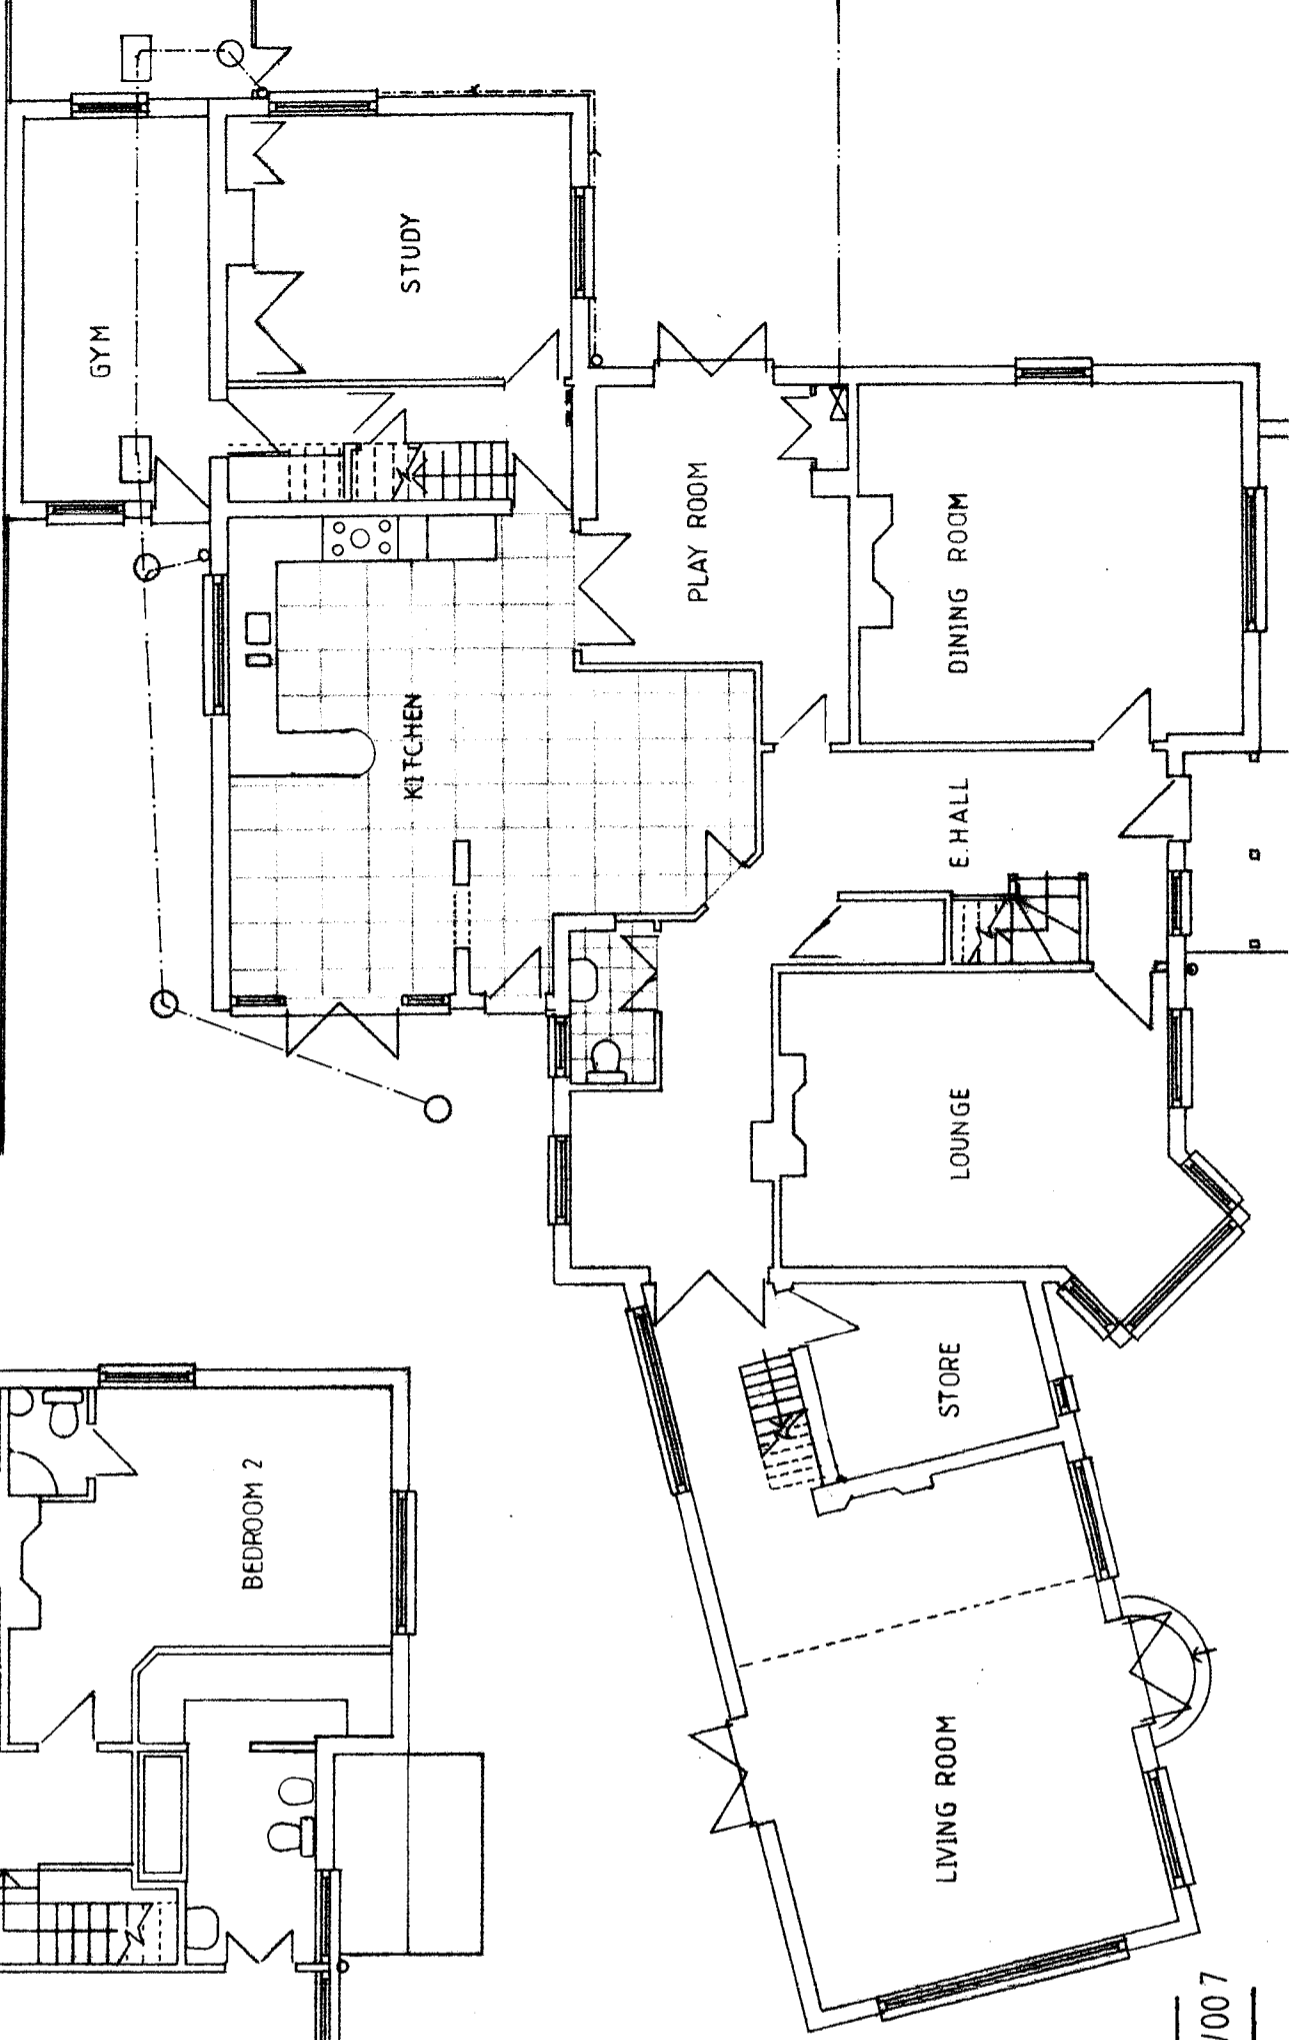 GYM
STUDY
PLAY ROOM
DINING ROOM
KITCHEN
E.HALL
LOUNGE
STORE
BEDROOM 2
LIVING ROOM
/007